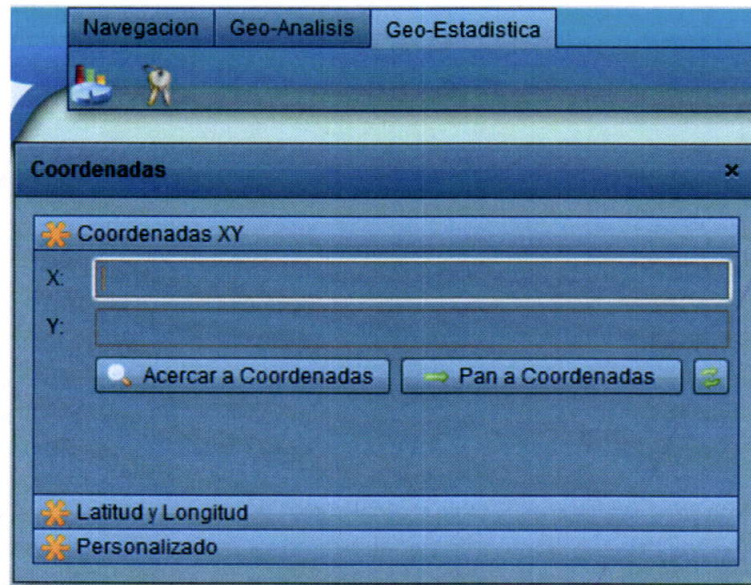 Navegacion Geo-Analisis Geo-Estadistica
Coordenadas ×
Coordenadas XY
X:
Y:
Acercar a Coordenadas Pan a Coordenadas
Latitud y Longitud
Personalizado